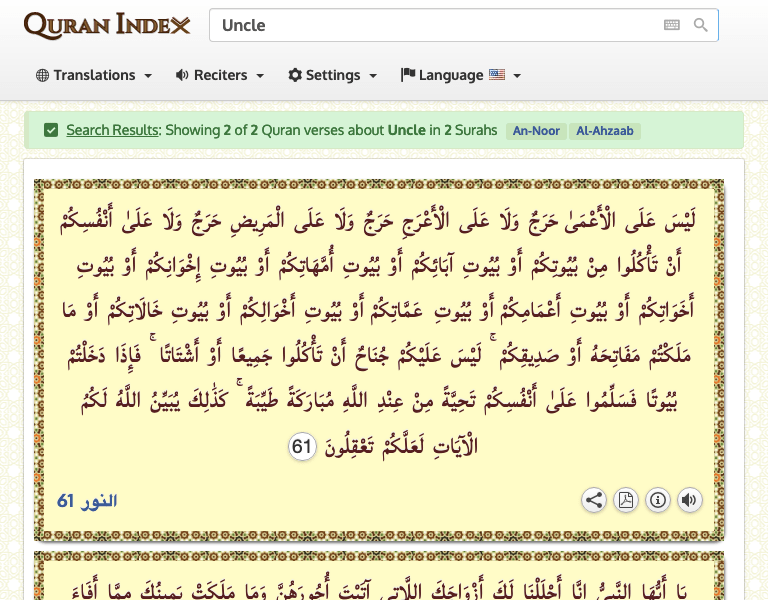 QURAN INDEX
Uncle
Translations
Reciters
Settings
Language
Search Results: Showing 2 of 2 Quran verses about Uncle in 2 Surahs An-Noor Al-Ahzaab
لَيْسَ عَلَى الْأَعْمَىٰ حَرَجٌ وَلَا عَلَى الْأَعْرَجِ حَرَجٌ وَلَا عَلَى الْمَرِيضِ حَرَجٌ وَلَا عَلَىٰ أَنْفُسِكُمْ
أَنْ تَأْكُلُوا مِنْ بُيُوتِكُمْ أَوْ بُيُوتِ آبَائِكُمْ أَوْ بُيُوتِ أُمَّهَاتِكُمْ أَوْ بُيُوتِ إِخْوَانِكُمْ أَوْ بُيُوتِ
أَخَوَاتِكُمْ أَوْ بُيُوتِ أَعْمَامِكُمْ أَوْ بُيُوتِ عَمَّاتِكُمْ أَوْ بُيُوتِ أَخْوَالِكُمْ أَوْ بُيُوتِ خَالَاتِكُمْ أَوْ مَا
مَلَكْتُمْ مَفَاتِحَهُ أَوْ صَدِيقِكُمْ ۚ لَيْسَ عَلَيْكُمْ جُنَاحٌ أَنْ تَأْكُلُوا جَمِيعًا أَوْ أَشْتَاتًا ۚ فَإِذَا دَخَلْتُمْ
بُيُوتًا فَسَلِّمُوا عَلَىٰ أَنْفُسِكُمْ تَحِيَّةً مِنْ عِنْدِ اللَّهِ مُبَارَكَةً طَيِّبَةً ۚ كَذَٰلِكَ يُبَيِّنُ اللَّهُ لَكُمُ
الْآيَاتِ لَعَلَّكُمْ تَعْقِلُونَ 61
النور 61
يَا أَيُّهَا النَّبِيُّ إِنَّا أَحْلَلْنَا لَكَ أَزْوَاجَكَ اللَّاتِي آتَيْتَ أُجُورَهُنَّ وَمَا مَلَكَتْ يَمِينُكَ مِمَّا أَفَاءَ